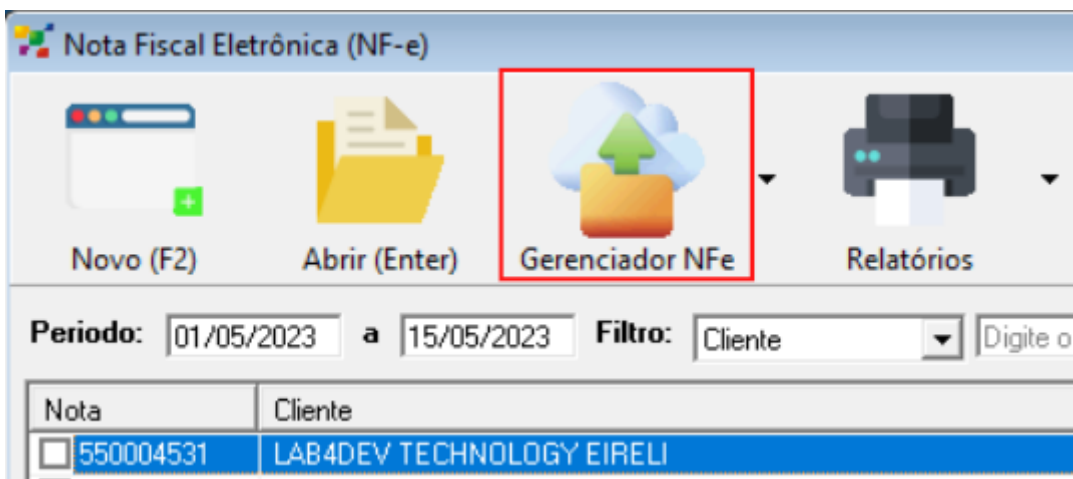 Nota Fiscal Eletrônica (NF-e)
Novo (F2) Abrir (Enter) Gerenciador NFe Relatórios
Periodo: 01/05/2023 a 15/05/2023 Filtro: Cliente Digite o
Nota Cliente
550004531 LAB4DEV TECHNOLOGY EIRELI